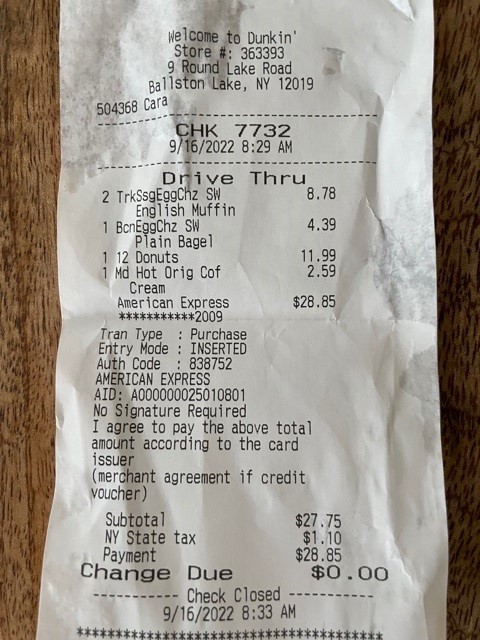 Welcome to Dunkin'
Store #: 363393
9 Round Lake Road
Ballston Lake, NY 12019
504368 Cara
CHK 7732
9/16/2022 8:29 AM
Drive Thru
2 TrkSsgEggChz SW 8.78
English Muffin
1 BcnEggChz SW 4.39
Plain Bagel
1 12 Donuts 11.99
1 Md Hot Orig Cof 2.59
Cream
American Express $28.85
***********2009
Tran Type : Purchase
Entry Mode : INSERTED
Auth Code : 838752
AMERICAN EXPRESS
AID: A000000025010801
No Signature Required
I agree to pay the above total
amount according to the card
issuer
(merchant agreement if credit
voucher)
Subtotal $27.75
NY State tax $1.10
Payment $28.85
Change Due $0.00
----------- Check Closed -----------
9/16/2022 8:33 AM